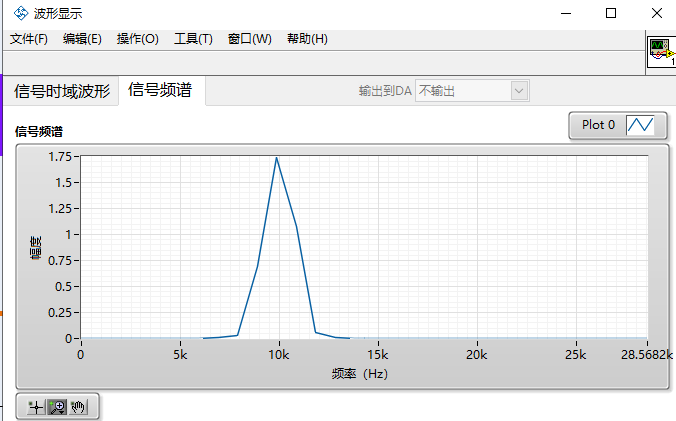 波形显示
文件(F) 编辑(E) 操作(O) 工具(T) 窗口(W) 帮助(H)
1
信号时域波形 信号频谱 输出到DA 不输出
信号频谱
Plot 0
1.75
1.5
1.25
1
0.75
0.5
0.25
0
幅度
0 5k 10k 15k 20k 25k 28.5682k
频率（Hz）